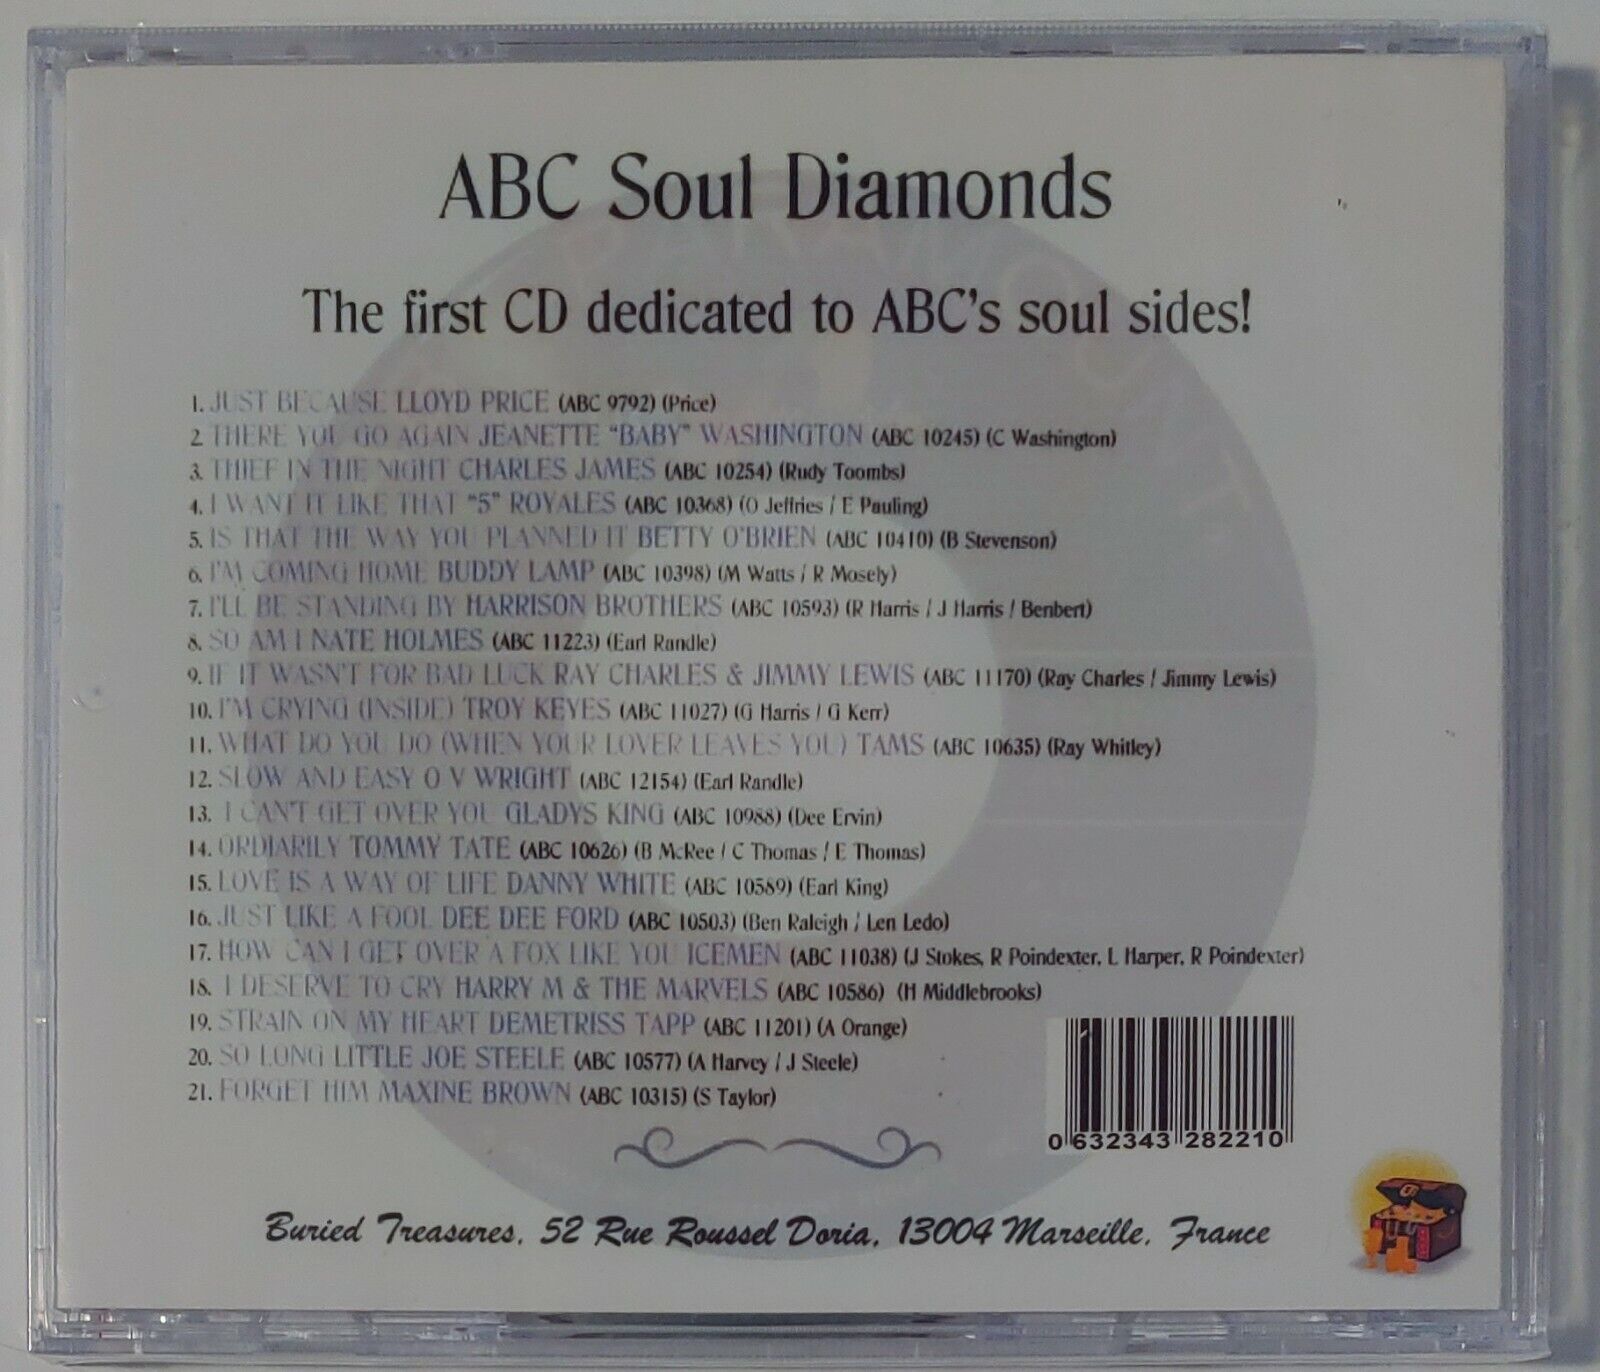 ABC Soul Diamonds
The first CD dedicated to ABC's soul sides!
1. JUST BECAUSE LLOYD PRICE (ABC 9792) (Price)
2. THERE YOU GO AGAIN JEANETTE "BABY" WASHINGTON (ABC 10245) (C Washington)
3. THIEF IN THE NIGHT CHARLES JAMES (ABC 10254) (Rudy Toombs)
4. I WANT IT LIKE THAT "5" ROYALES (ABC 10368) (O Jeffries / E Pauling)
5. IS THAT THE WAY YOU PLANNED IT BETTY O'BRIEN (ABC 10410) (B Stevenson)
6. I'M COMING HOME BUDDY LAMP (ABC 10398) (M Watts / R Mosely)
7. I'LL BE STANDING BY HARRISON BROTHERS (ABC 10593) (R Harris / J Harris / Benbert)
8. SO AM I NATE HOLMES (ABC 11223) (Earl Randle)
9. IF IT WASN'T FOR BAD LUCK RAY CHARLES & JIMMY LEWIS (ABC 11170) (Ray Charles / Jimmy Lewis)
10. I'M CRYING (INSIDE) TROY KEYES (ABC 11027) (G Harris / G Kerr)
11. WHAT DO YOU DO (WHEN YOUR LOVER LEAVES YOU) TAMS (ABC 10635) (Ray Whitley)
12. SLOW AND EASY O V WRIGHT (ABC 12154) (Earl Randle)
13. I CAN'T GET OVER YOU GLADYS KING (ABC 10988) (Dee Ervin)
14. ORDIARILY TOMMY TATE (ABC 10626) (B McRee / C Thomas / E Thomas)
15. LOVE IS A WAY OF LIFE DANNY WHITE (ABC 10589) (Earl King)
16. JUST LIKE A FOOL DEE DEE FORD (ABC 10503) (Ben Raleigh / Len Ledo)
17. HOW CAN I GET OVER A FOX LIKE YOU ICEMEN (ABC 11038) (J Stokes, R Poindexter, L Harper, R Poindexter)
18. I DESERVE TO CRY HARRY M & THE MARVELS (ABC 10586) (H Middlebrooks)
19. STRAIN ON MY HEART DEMETRISS TAPP (ABC 11201) (A Orange)
20. SO LONG LITTLE JOE STEELE (ABC 10577) (A Harvey / J Steele)
21. FORGET HIM MAXINE BROWN (ABC 10315) (S Taylor)
0 632343 282210
Buried Treasures, 52 Rue Roussel Doria, 13004 Marseille, France